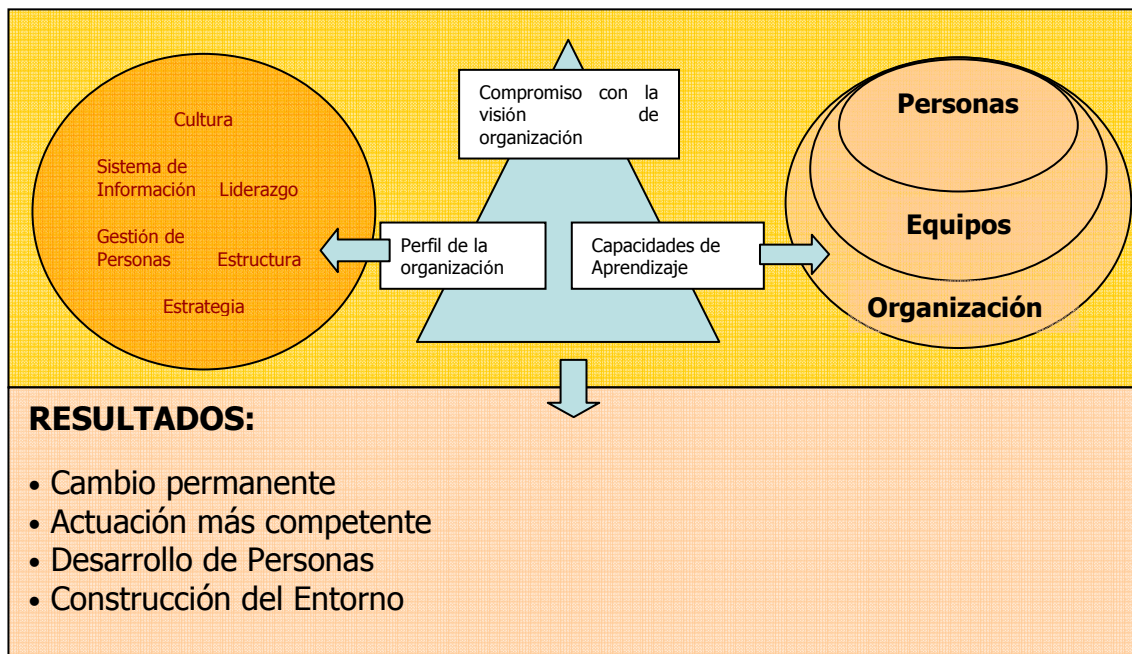 Cultura
Sistema de
Información
Liderazgo
Gestión de
Personas
Estructura
Estrategia
Compromiso con la
visión de
organización
Perfil de la
organización
Capacidades de
Aprendizaje
Personas
Equipos
Organización
RESULTADOS:
• Cambio permanente
• Actuación más competente
• Desarrollo de Personas
• Construcción del Entorno